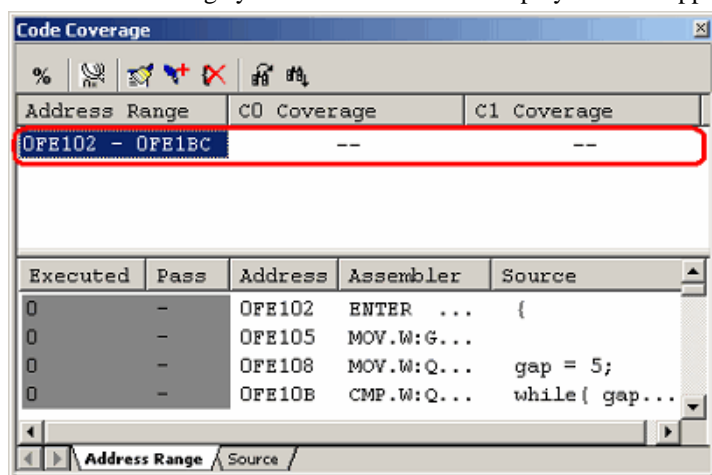 Code Coverage
%
Address Range C0 Coverage C1 Coverage
0FE102 - 0FE1BC -- --
Executed Pass Address Assembler Source
0 - 0FE102 ENTER ... {
0 - 0FE105 MOV.W:G...
0 - 0FE108 MOV.W:Q... gap = 5;
0 - 0FE10B CMP.W:Q... while( gap...
Address Range Source